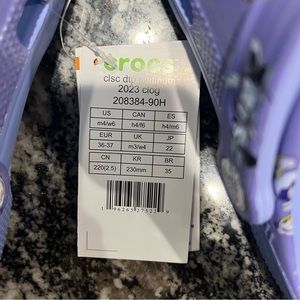 crocs
clsc
2023 clog
208384-90H
US CAN ES
m4/w6 h4/f6 h4/m6
EUR UK JP
36-37 m3/w4 22
CN KR BR
220(2.5) 230mm 35